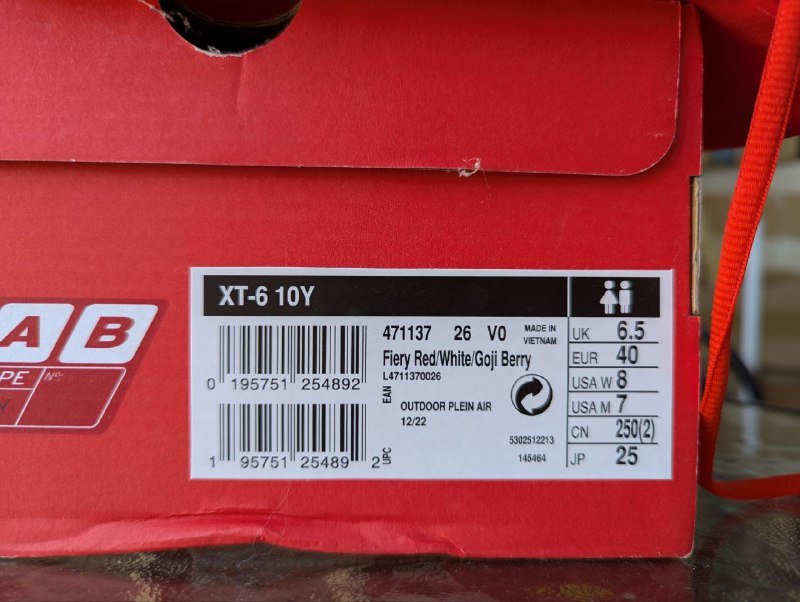 XT-6 10Y
471137 26 V0
MADE IN
VIETNAM
Fiery Red/White/Goji Berry
L4711370026
0 195751 254892
EAN
OUTDOOR PLEIN AIR
12/22
1 95751 25489 2
UPC
5302512213
145464
UK 6.5
EUR 40
USA W 8
USA M 7
CN 250(2)
JP 25
AB
PE
No.
Y